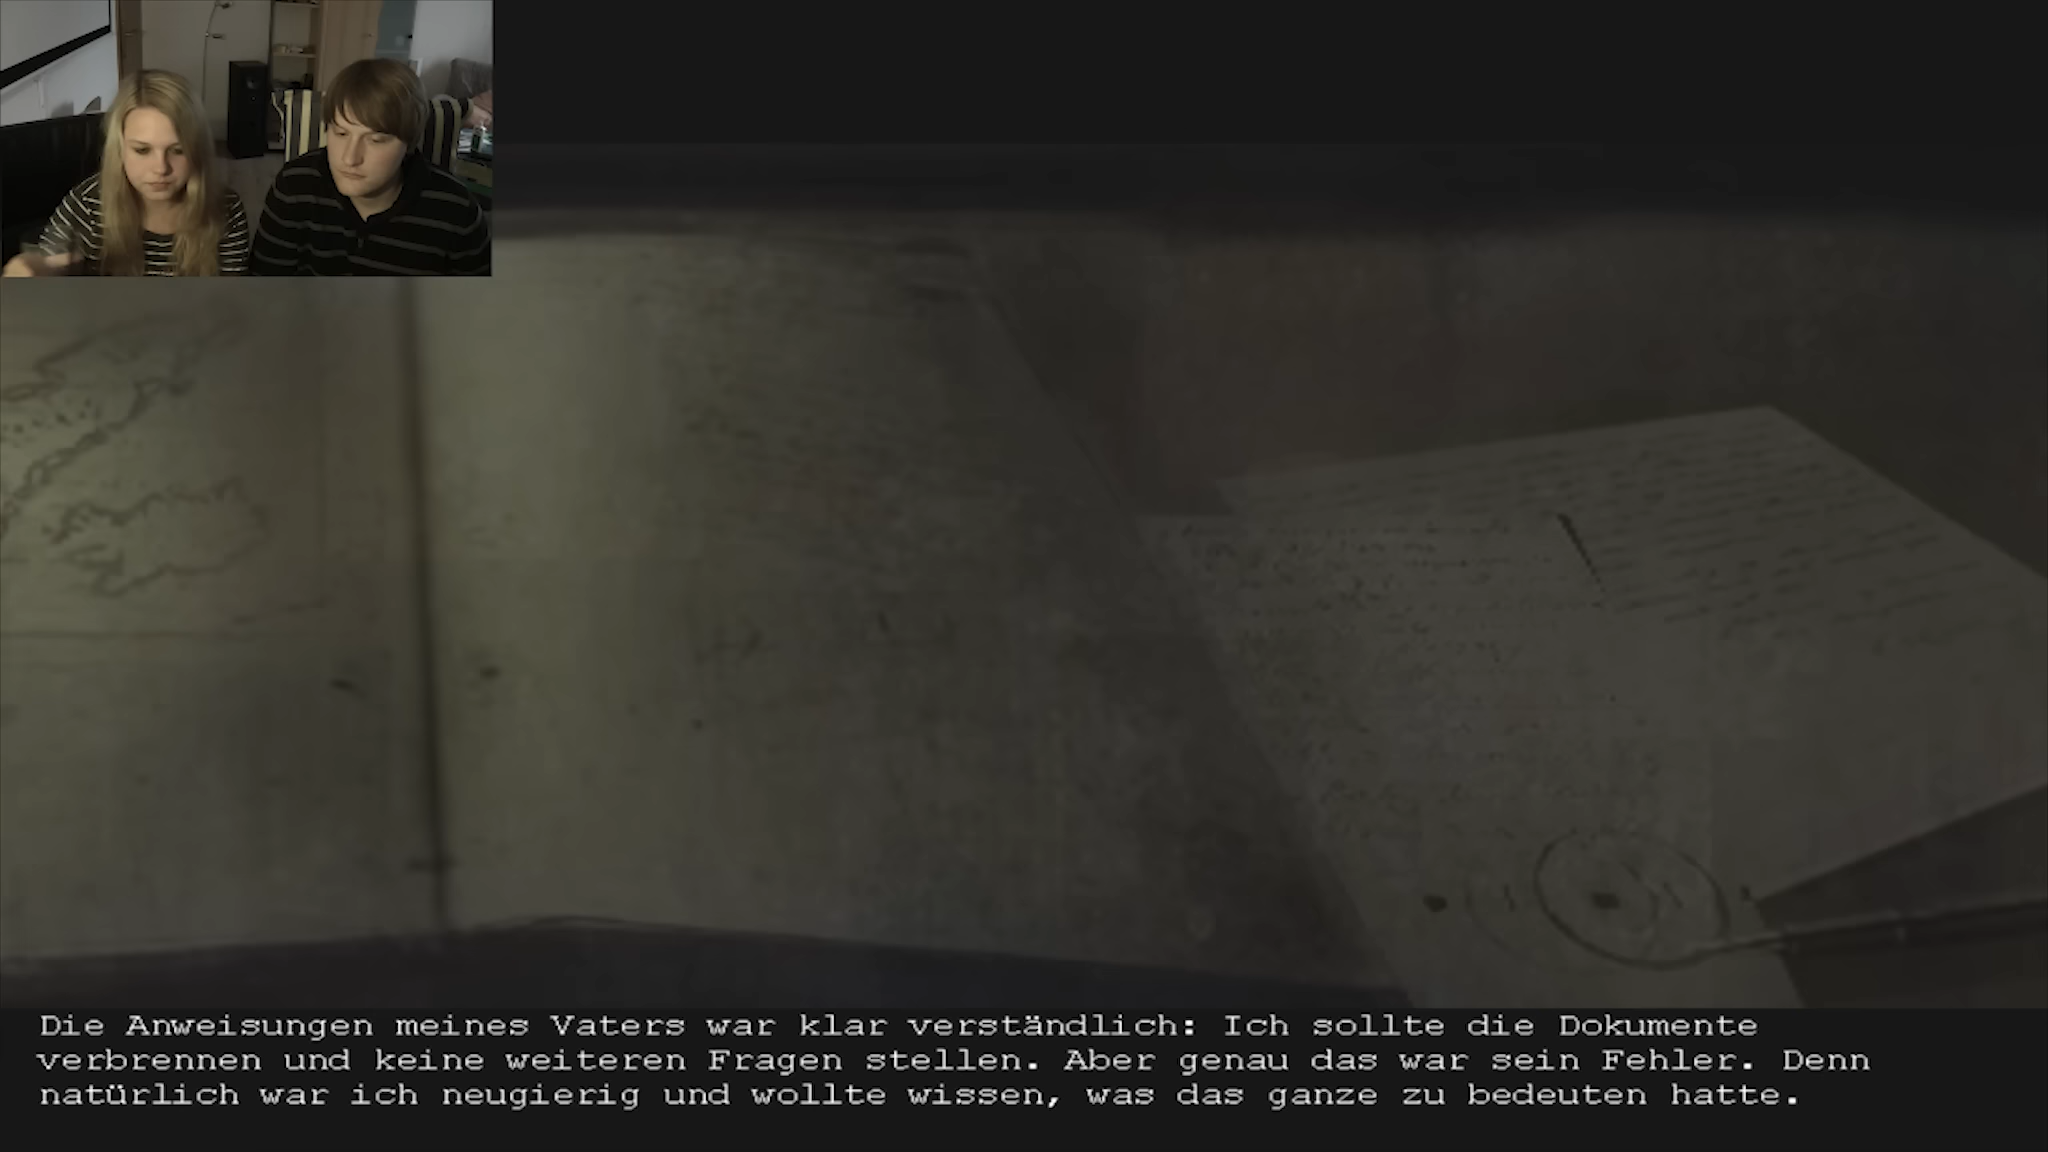 Die Anweisungen meines Vaters war klar verständlich: Ich sollte die Dokumente
verbrennen und keine weiteren Fragen stellen. Aber genau das war sein Fehler. Denn
natürlich war ich neugierig und wollte wissen, was das ganze zu bedeuten hatte.